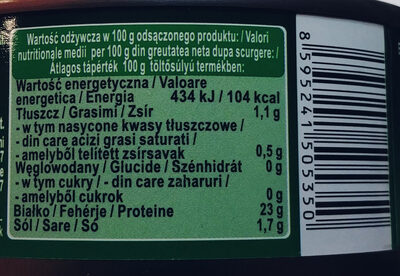 Wartość odżywcza w 100 g odsączonego produktu: / Valori
nutriționale medii per 100 g din greutatea neta dupa scurgere: /
Átlagos tápérték 100 g töltősúlyú termékben:
Wartość energetyczna / Valoare
energetica / Energia 434 kJ / 104 kcal
Tłuszcz / Grasimi / Zsír 1,1 g
- w tym nasycone kwasy tłuszczowe /
- din care acizi grasi saturati /
- amelyből telített zsírsavak 0,5 g
Węglowodany / Glucide / Szénhidrát 0 g
- w tym cukry / - din care zaharuri /
- amelyből cukrok 0 g
Białko / Fehérje / Proteine 23 g
Sól / Sare / Só 1,7 g
8 595241 505350